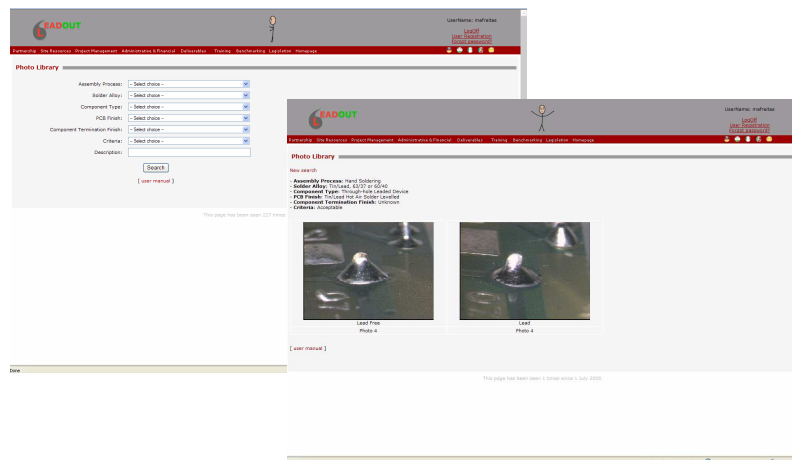 LEADOUT
UserName: msfreitas
LogOff
User Registration
Forgot password?
Partnership Site Resources Project Management Administrative & Financial Deliverables Training Benchmarking Legislation Homepage
Photo Library
Assembly Process: -- Select choice --
Solder Alloy: -- Select choice --
Component Type: -- Select choice --
PCB Finish: -- Select choice --
Component Termination Finish: -- Select choice --
Criteria: -- Select choice --
Description:
Search
[ user manual ]
This page has been seen 227 times
Done
LEADOUT
UserName: msfreitas
LogOff
User Registration
Forgot password?
Partnership Site Resources Project Management Administrative & Financial Deliverables Training Benchmarking Legislation Homepage
Photo Library
New search
- Assembly Process: Hand Soldering
- Solder Alloy: Tin/Lead, 63/37 or 60/40
- Component Type: Through-hole Leaded Device
- PCB Finish: Tin/Lead Hot Air Solder Levelled
- Component Termination Finish: Unknown
- Criteria: Acceptable
Lead Free Lead
Photo 4 Photo 4
[ user manual ]
This page has been seen 1 times since 1 July 2005